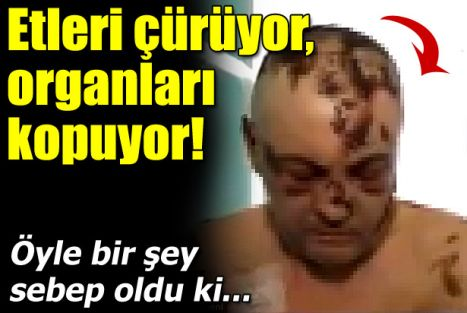 Etleri çürüyor,
organları
kopuyor!
Öyle bir şey
sebep oldu ki...